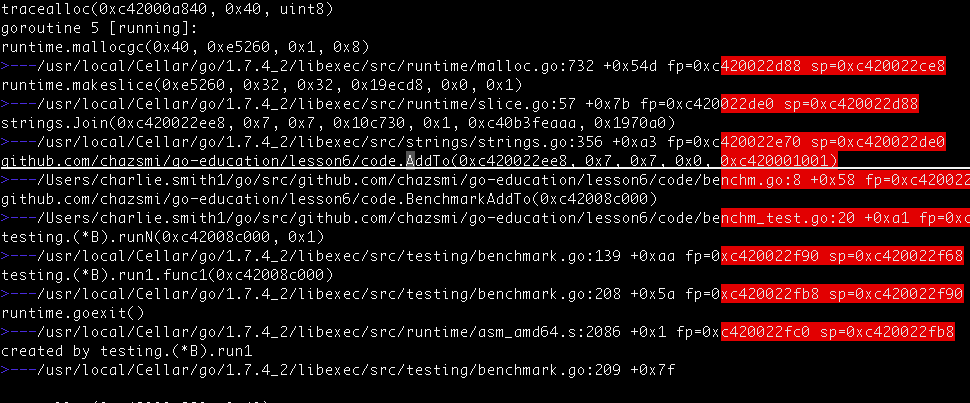 tracealloc(0xc42000a840, 0x40, uint8)
goroutine 5 [running]:
runtime.mallocgc(0x40, 0xe5260, 0x1, 0x8)
>---/usr/local/Cellar/go/1.7.4_2/libexec/src/runtime/malloc.go:732 +0x54d fp=0xc420022d88 sp=0xc420022ce8
runtime.makeslice(0xe5260, 0x32, 0x32, 0x19ecd8, 0x0, 0x1)
>---/usr/local/Cellar/go/1.7.4_2/libexec/src/runtime/slice.go:57 +0x7b fp=0xc420022de0 sp=0xc420022d88
strings.Join(0xc420022ee8, 0x7, 0x7, 0x10c730, 0x1, 0xc40b3feaaa, 0x1970a0)
>---/usr/local/Cellar/go/1.7.4_2/libexec/src/strings/strings.go:356 +0xa3 fp=0xc420022e70 sp=0xc420022de0
github.com/chazsmi/go-education/lesson6/code.AddTo(0xc420022ee8, 0x7, 0x7, 0x0, 0xc420001001)
>---/Users/charlie.smith1/go/src/github.com/chazsmi/go-education/lesson6/code/benchm.go:8 +0x58 fp=0xc420022
github.com/chazsmi/go-education/lesson6/code.BenchmarkAddTo(0xc42008c000)
>---/Users/charlie.smith1/go/src/github.com/chazsmi/go-education/lesson6/code/benchm_test.go:20 +0xa1 fp=0xc
testing.(*B).runN(0xc42008c000, 0x1)
>---/usr/local/Cellar/go/1.7.4_2/libexec/src/testing/benchmark.go:139 +0xaa fp=0xc420022f90 sp=0xc420022f68
testing.(*B).run1.func1(0xc42008c000)
>---/usr/local/Cellar/go/1.7.4_2/libexec/src/testing/benchmark.go:208 +0x5a fp=0xc420022fb8 sp=0xc420022f90
runtime.goexit()
>---/usr/local/Cellar/go/1.7.4_2/libexec/src/runtime/asm_amd64.s:2086 +0x1 fp=0xc420022fc0 sp=0xc420022fb8
created by testing.(*B).run1
>---/usr/local/Cellar/go/1.7.4_2/libexec/src/testing/benchmark.go:209 +0x7f